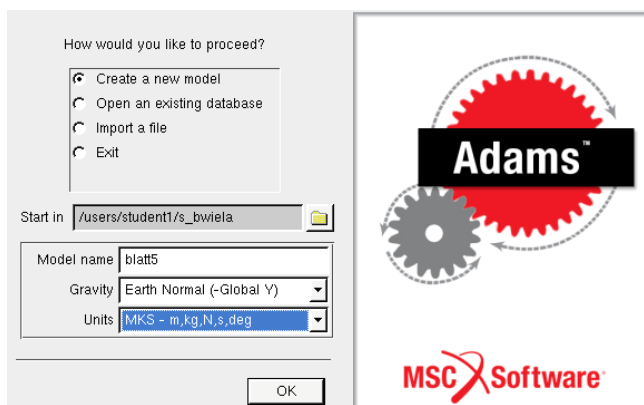 How would you like to proceed?
Create a new model
Open an existing database
Import a file
Exit
Start in /users/student1/s_bwiela
Model name blatt5
Gravity Earth Normal (-Global Y)
Units MKS - m,kg,N,s,deg
OK
Adams™
MSC Software